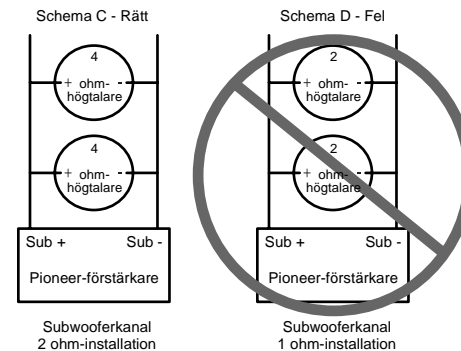 Schema C - Rätt
4
+ ohm- -
högtalare
4
+ ohm- -
högtalare
Sub + Sub -
Pioneer-förstärkare
Subwooferkanal
2 ohm-installation
Schema D - Fel
2
+ ohm- -
högtalare
2
+ ohm- -
högtalare
Sub + Sub -
Pioneer-förstärkare
Subwooferkanal
1 ohm-installation